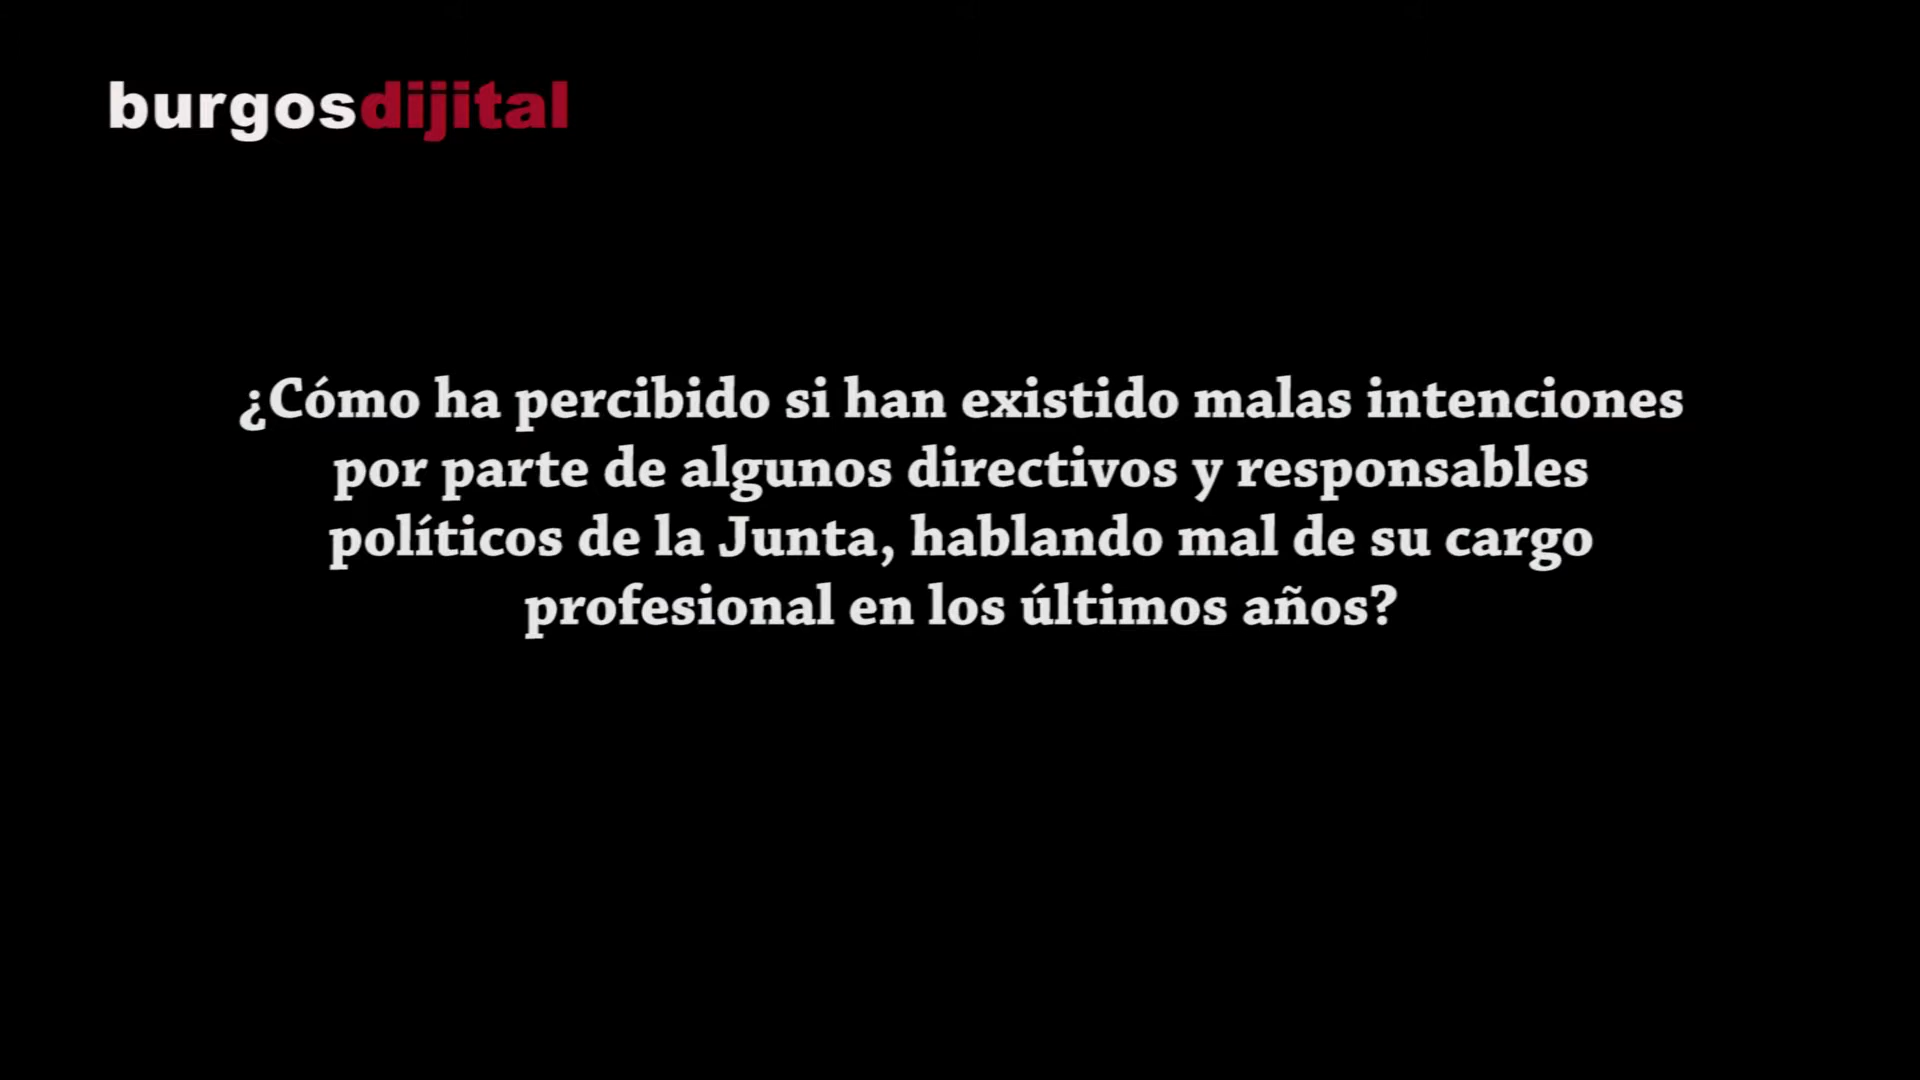 burgosdijital
¿Cómo ha percibido si han existido malas intenciones
por parte de algunos directivos y responsables
políticos de la Junta, hablando mal de su cargo
profesional en los últimos años?